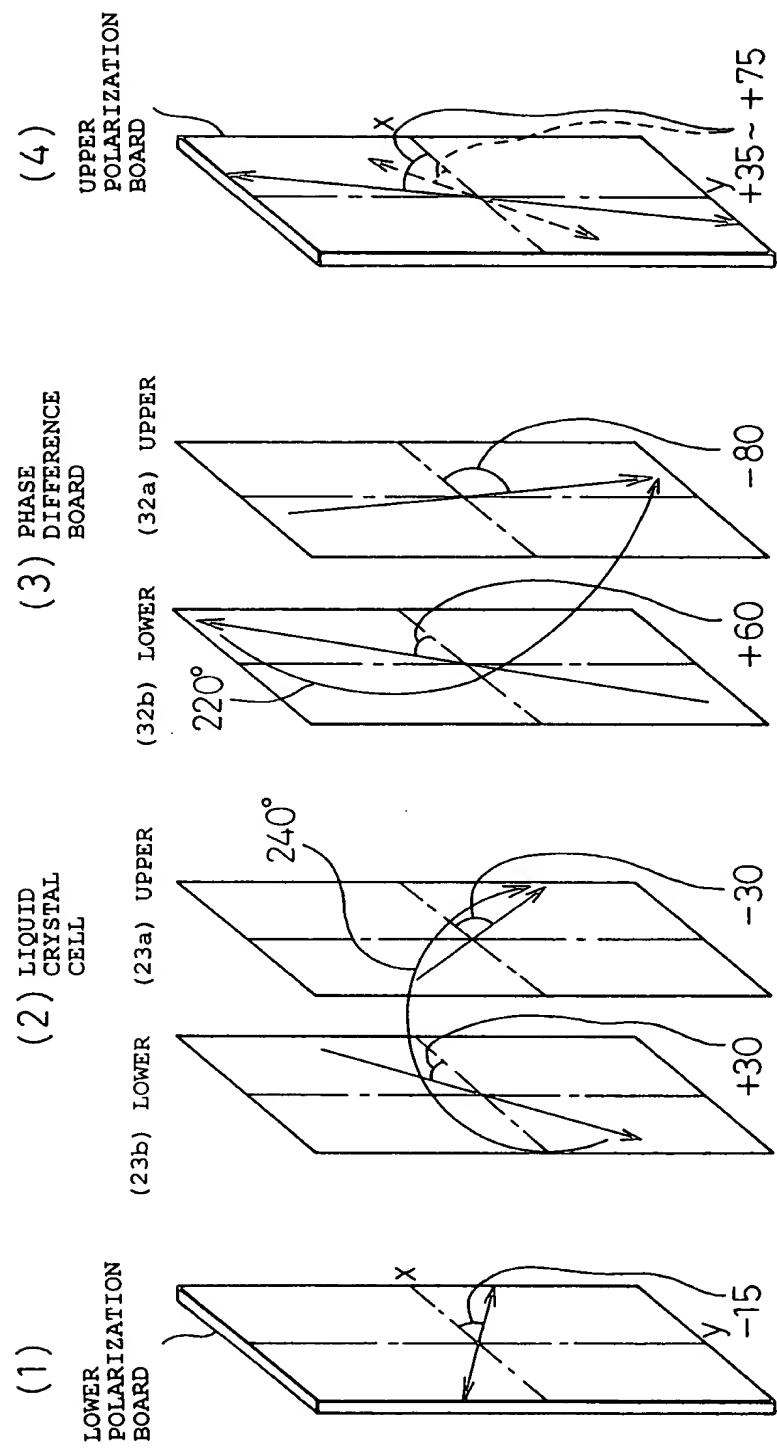 (1)
LOWER
POLARIZATION
BOARD
x
y
-15
(2) LIQUID
CRYSTAL
CELL
(23b) LOWER
(23a) UPPER
240°
+30
-30
(3) PHASE
DIFFERENCE
BOARD
(32b) LOWER
(32a) UPPER
220°
+60
-80
(4)
UPPER
POLARIZATION
BOARD
x
y
+35~+75